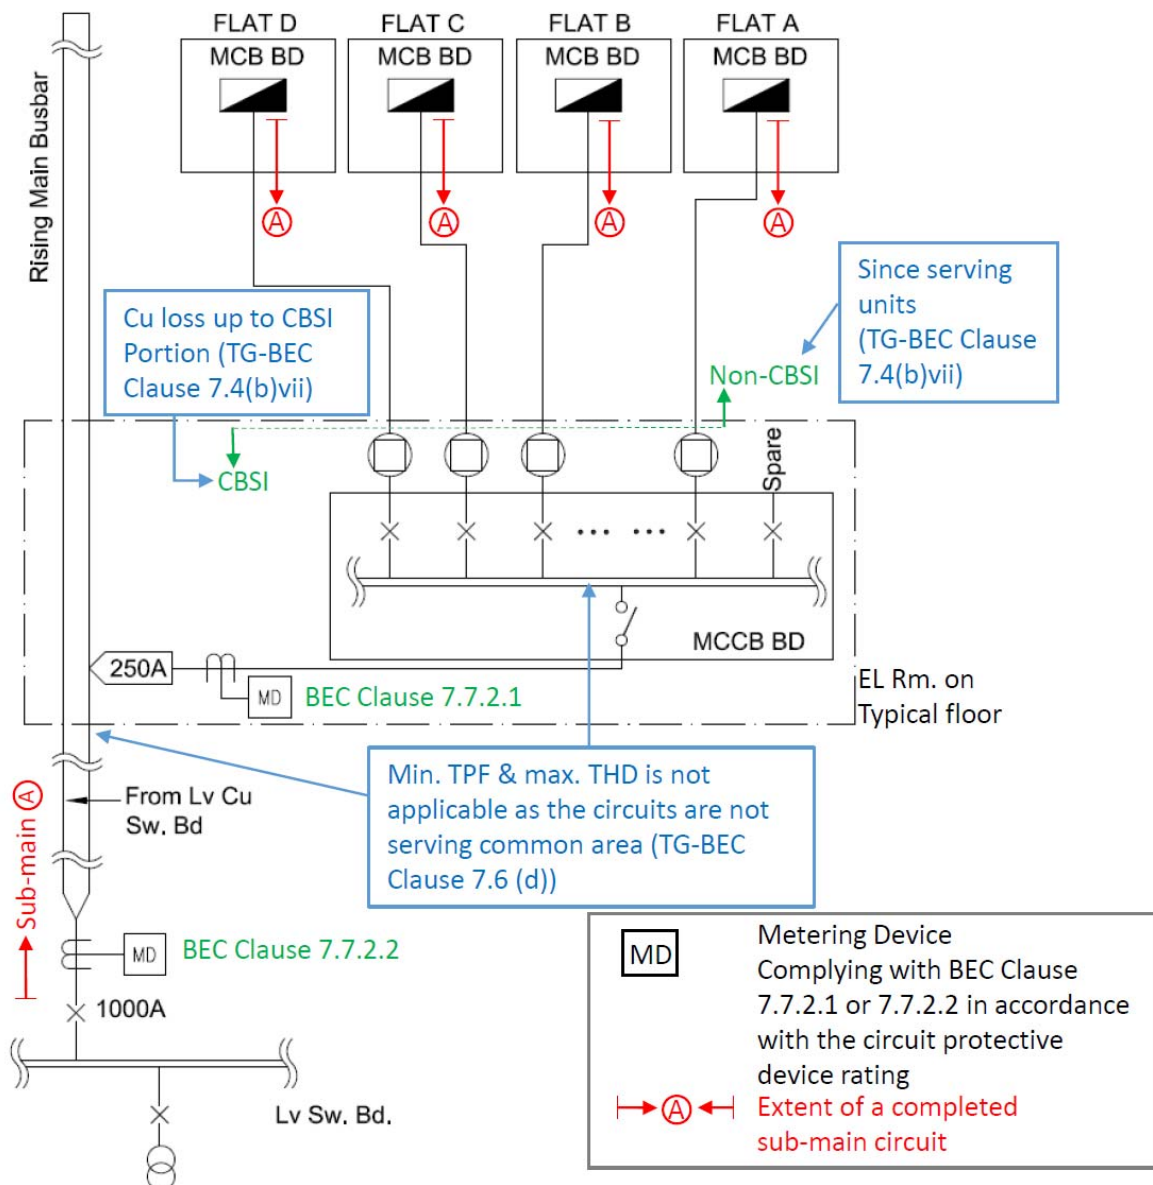 FLAT D
FLAT C
FLAT B
FLAT A
MCB BD
MCB BD
MCB BD
MCB BD
Rising Main Busbar
A
A
A
A
Since serving
units
(TG-BEC Clause
7.4(b)vii)
Cu loss up to CBSI
Portion (TG-BEC
Clause 7.4(b)vii)
Non-CBSI
CBSI
Spare
MCCB BD
250A
MD
BEC Clause 7.7.2.1
EL Rm. on
Typical floor
Min. TPF & max. THD is not
applicable as the circuits are not
serving common area (TG-BEC
Clause 7.6 (d))
From Lv Cu
Sw. Bd
Sub-main A
MD
BEC Clause 7.7.2.2
1000A
Lv Sw. Bd.
MD
Metering Device
Complying with BEC Clause
7.7.2.1 or 7.7.2.2 in accordance
with the circuit protective
device rating
A
Extent of a completed
sub-main circuit